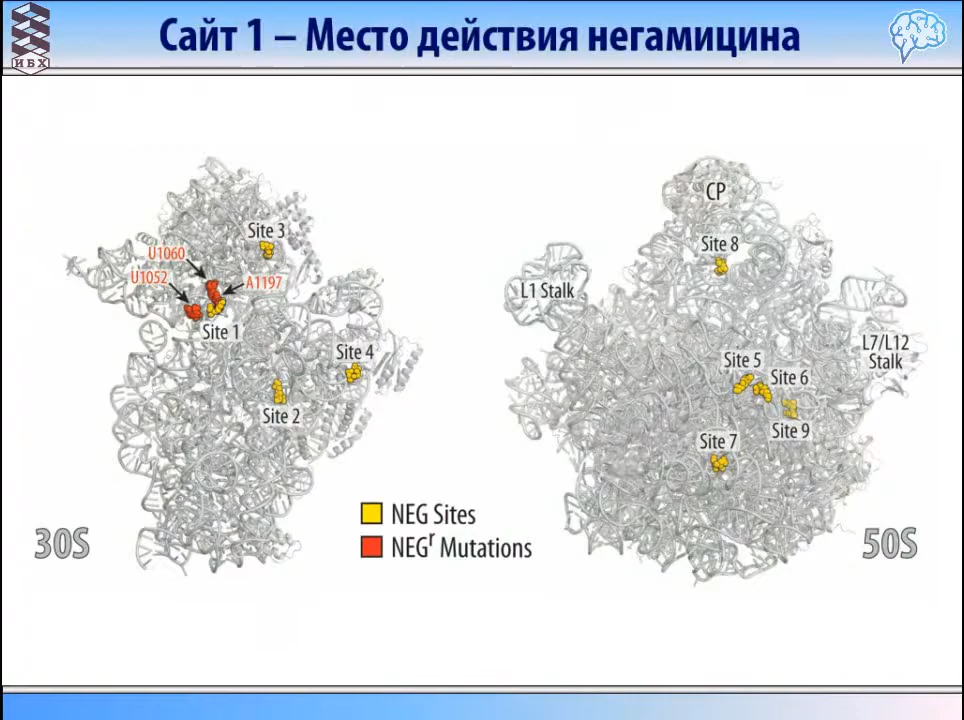 Сайт 1 – Место действия негамицина
ИБХ
Site 3
U1060
U1052
A1197
Site 1
Site 4
Site 2
30S
NEG Sites
NEGʳ Mutations
CP
Site 8
L1 Stalk
L7/L12
Stalk
Site 5
Site 6
Site 9
Site 7
50S